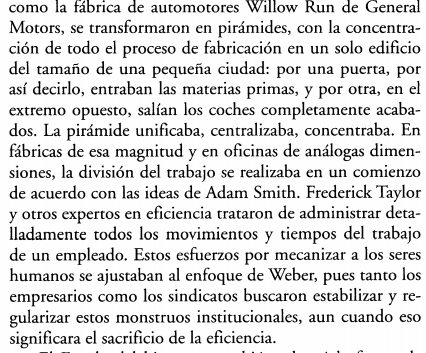 como la fábrica de automotores Willow Run de General
Motors, se transformaron en pirámides, con la concentra-
ción de todo el proceso de fabricación en un solo edificio
del tamaño de una pequeña ciudad: por una puerta, por
así decirlo, entraban las materias primas, y por otra, en el
extremo opuesto, salían los coches completamente acaba-
dos. La pirámide unificaba, centralizaba, concentraba. En
fábricas de esa magnitud y en oficinas de análogas dimen-
siones, la división del trabajo se realizaba en un comienzo
de acuerdo con las ideas de Adam Smith. Frederick Taylor
y otros expertos en eficiencia trataron de administrar deta-
lladamente todos los movimientos y tiempos del trabajo
de un empleado. Estos esfuerzos por mecanizar a los seres
humanos se ajustaban al enfoque de Weber, pues tanto los
empresarios como los sindicatos buscaron estabilizar y re-
gularizar estos monstruos institucionales, aun cuando eso
significara el sacrificio de la eficiencia.